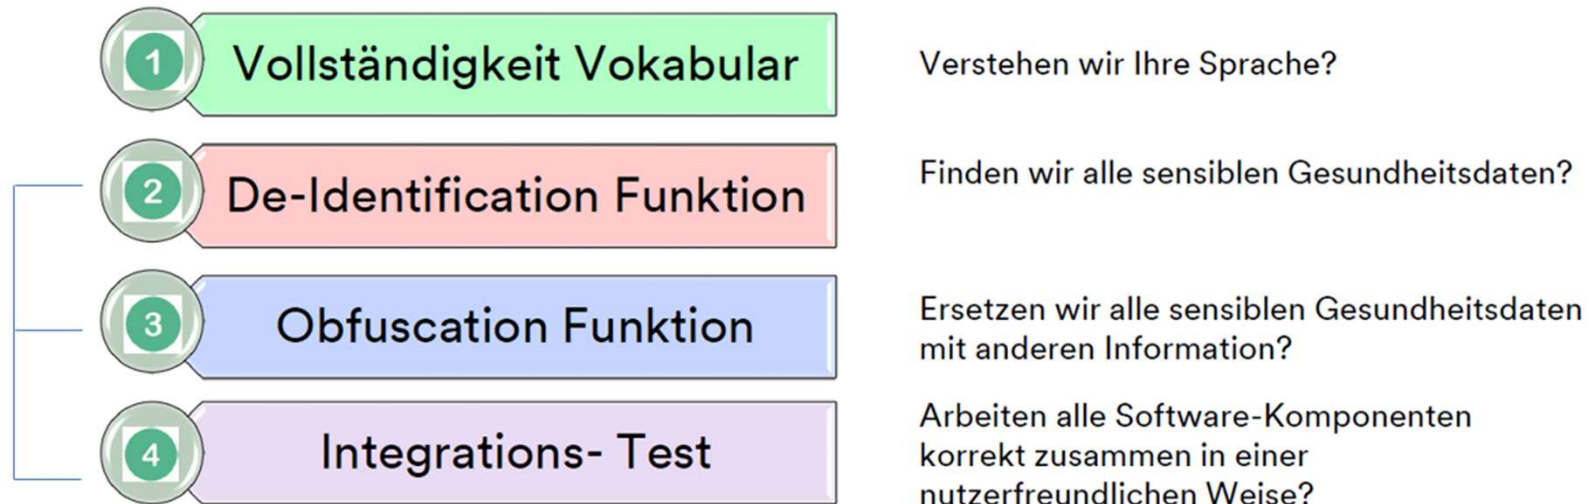 1
Vollständigkeit Vokabular
Verstehen wir Ihre Sprache?
2
De-Identification Funktion
Finden wir alle sensiblen Gesundheitsdaten?
3
Obfuscation Funktion
Ersetzen wir alle sensiblen Gesundheitsdaten
mit anderen Information?
4
Integrations- Test
Arbeiten alle Software-Komponenten
korrekt zusammen in einer
nutzerfreundlichen Weise?